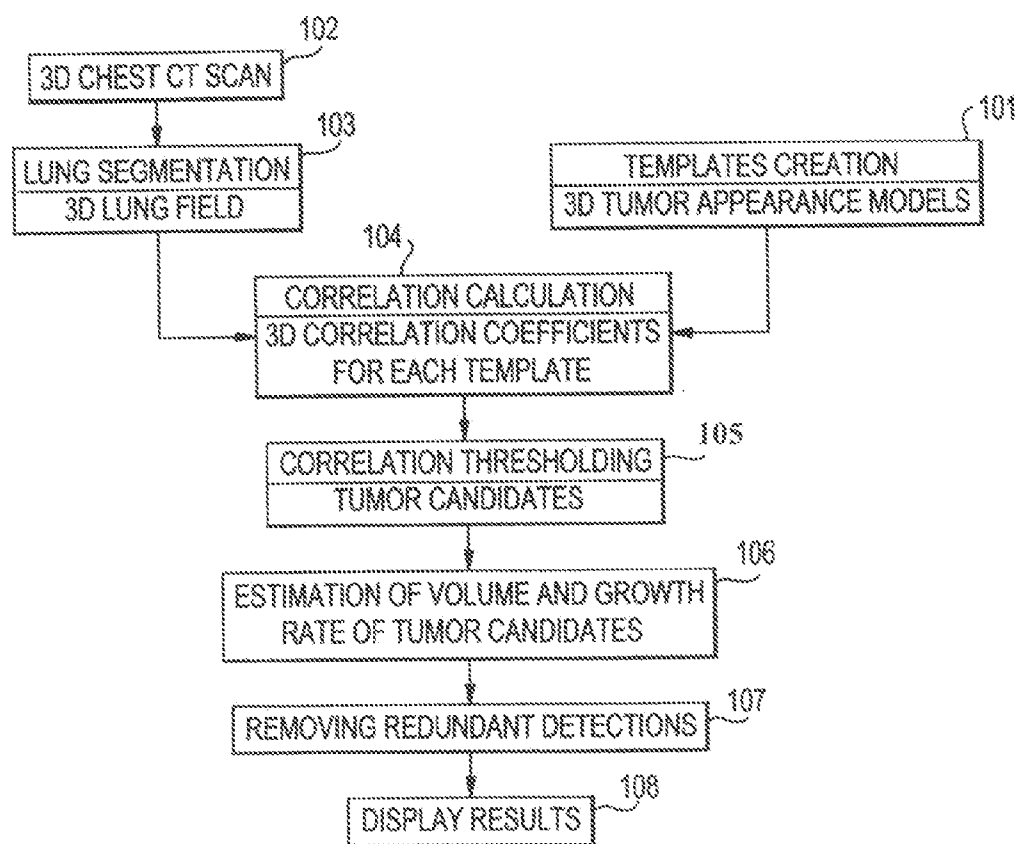 102
3D CHEST CT SCAN
103
LUNG SEGMENTATION
3D LUNG FIELD
101
TEMPLATES CREATION
3D TUMOR APPEARANCE MODELS
104
CORRELATION CALCULATION
3D CORRELATION COEFFICIENTS
FOR EACH TEMPLATE
105
CORRELATION THRESHOLDING
TUMOR CANDIDATES
106
ESTIMATION OF VOLUME AND GROWTH
RATE OF TUMOR CANDIDATES
107
REMOVING REDUNDANT DETECTIONS
108
DISPLAY RESULTS